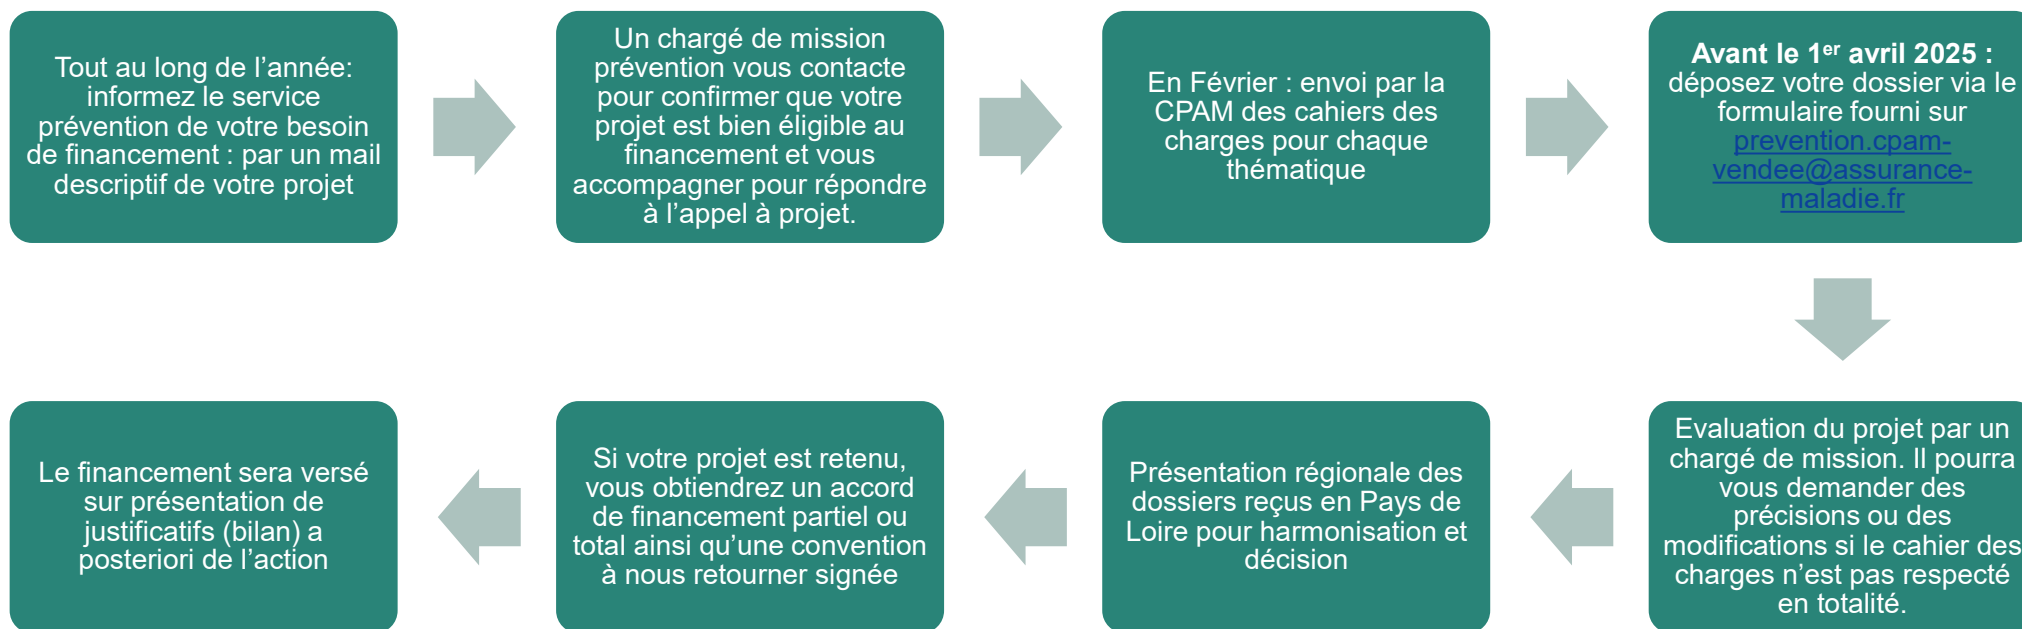 Tout au long de l’année:
informez le service
prévention de votre besoin
de financement : par un mail
descriptif de votre projet
Un chargé de mission
prévention vous contacte
pour confirmer que votre
projet est bien éligible au
financement et vous
accompagner pour répondre
à l’appel à projet.
En Février : envoi par la
CPAM des cahiers des
charges pour chaque
thématique
Avant le 1er avril 2025 :
déposez votre dossier via le
formulaire fourni sur
prevention.cpam-
vendee@assurance-
maladie.fr
Evaluation du projet par un
chargé de mission. Il pourra
vous demander des
précisions ou des
modifications si le cahier des
charges n’est pas respecté
en totalité.
Présentation régionale des
dossiers reçus en Pays de
Loire pour harmonisation et
décision
Si votre projet est retenu,
vous obtiendrez un accord
de financement partiel ou
total ainsi qu’une convention
à nous retourner signée
Le financement sera versé
sur présentation de
justificatifs (bilan) a
posteriori de l’action